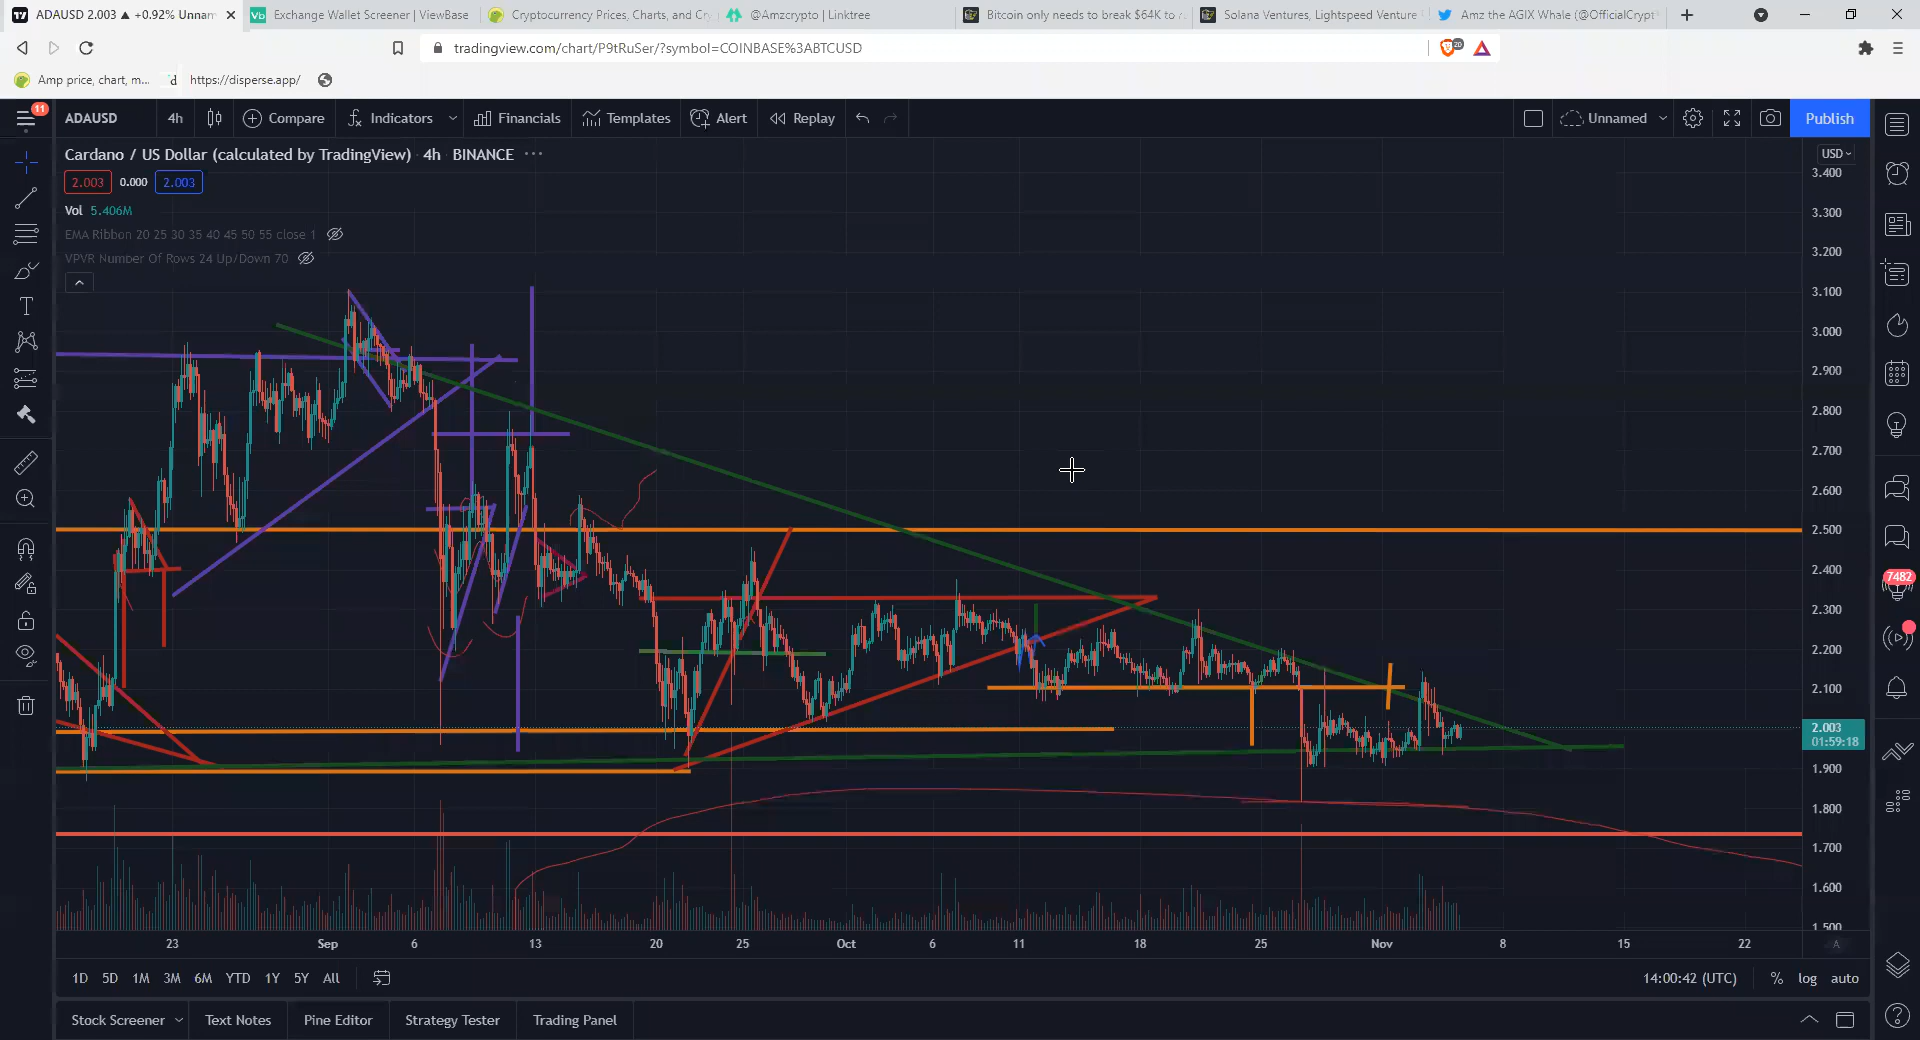 ADAUSD 2.003 ▲ +0.92% Unnam
Exchange Wallet Screener | ViewBase
Cryptocurrency Prices, Charts, and Cry
@Amzcrypto | Linktree
Bitcoin only needs to break $64K to r
Solana Ventures, Lightspeed Venture
Amz the AGIX Whale (@OfficialCrypt
tradingview.com/chart/P9tRuSer/?symbol=COINBASE%3ABTCUSD
26
Amp price, chart, m...
d
https://disperse.app/
11
ADAUSD
4h
Compare
Indicators
Financials
Templates
Alert
Replay
Unnamed
Publish
Cardano / US Dollar (calculated by TradingView) · 4h · BINANCE ···
USD
2.003 0.000 2.003
Vol 5.406M
EMA Ribbon 20 25 30 35 40 45 50 55 close 1
VPVR Number Of Rows 24 Up/Down 70
3.400
3.300
3.200
3.100
3.000
2.900
2.800
2.700
2.600
2.500
2.400
2.300
2.200
2.100
2.003
01:59:18
1.900
1.800
1.700
1.600
1.500
7482
23 Sep 6 13 20 25 Oct 6 11 18 25 Nov 8 15 22
A
1D 5D 1M 3M 6M YTD 1Y 5Y All
14:00:42 (UTC) % log auto
Stock Screener Text Notes Pine Editor Strategy Tester Trading Panel